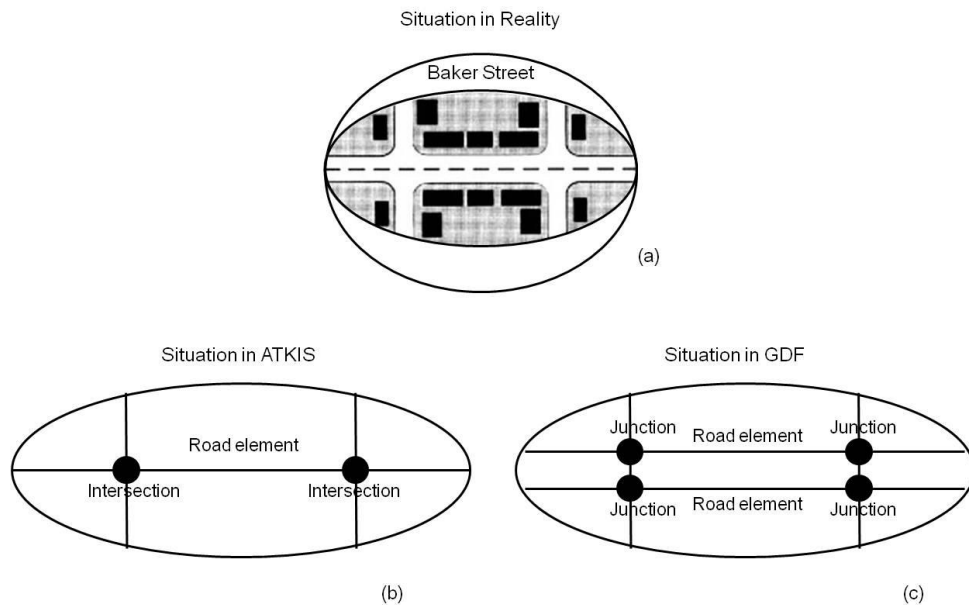 Situation in Reality
Baker Street
(a)
Situation in ATKIS
Road element
Intersection
Intersection
(b)
Situation in GDF
Junction
Junction
Road element
Junction
Junction
Road element
(c)